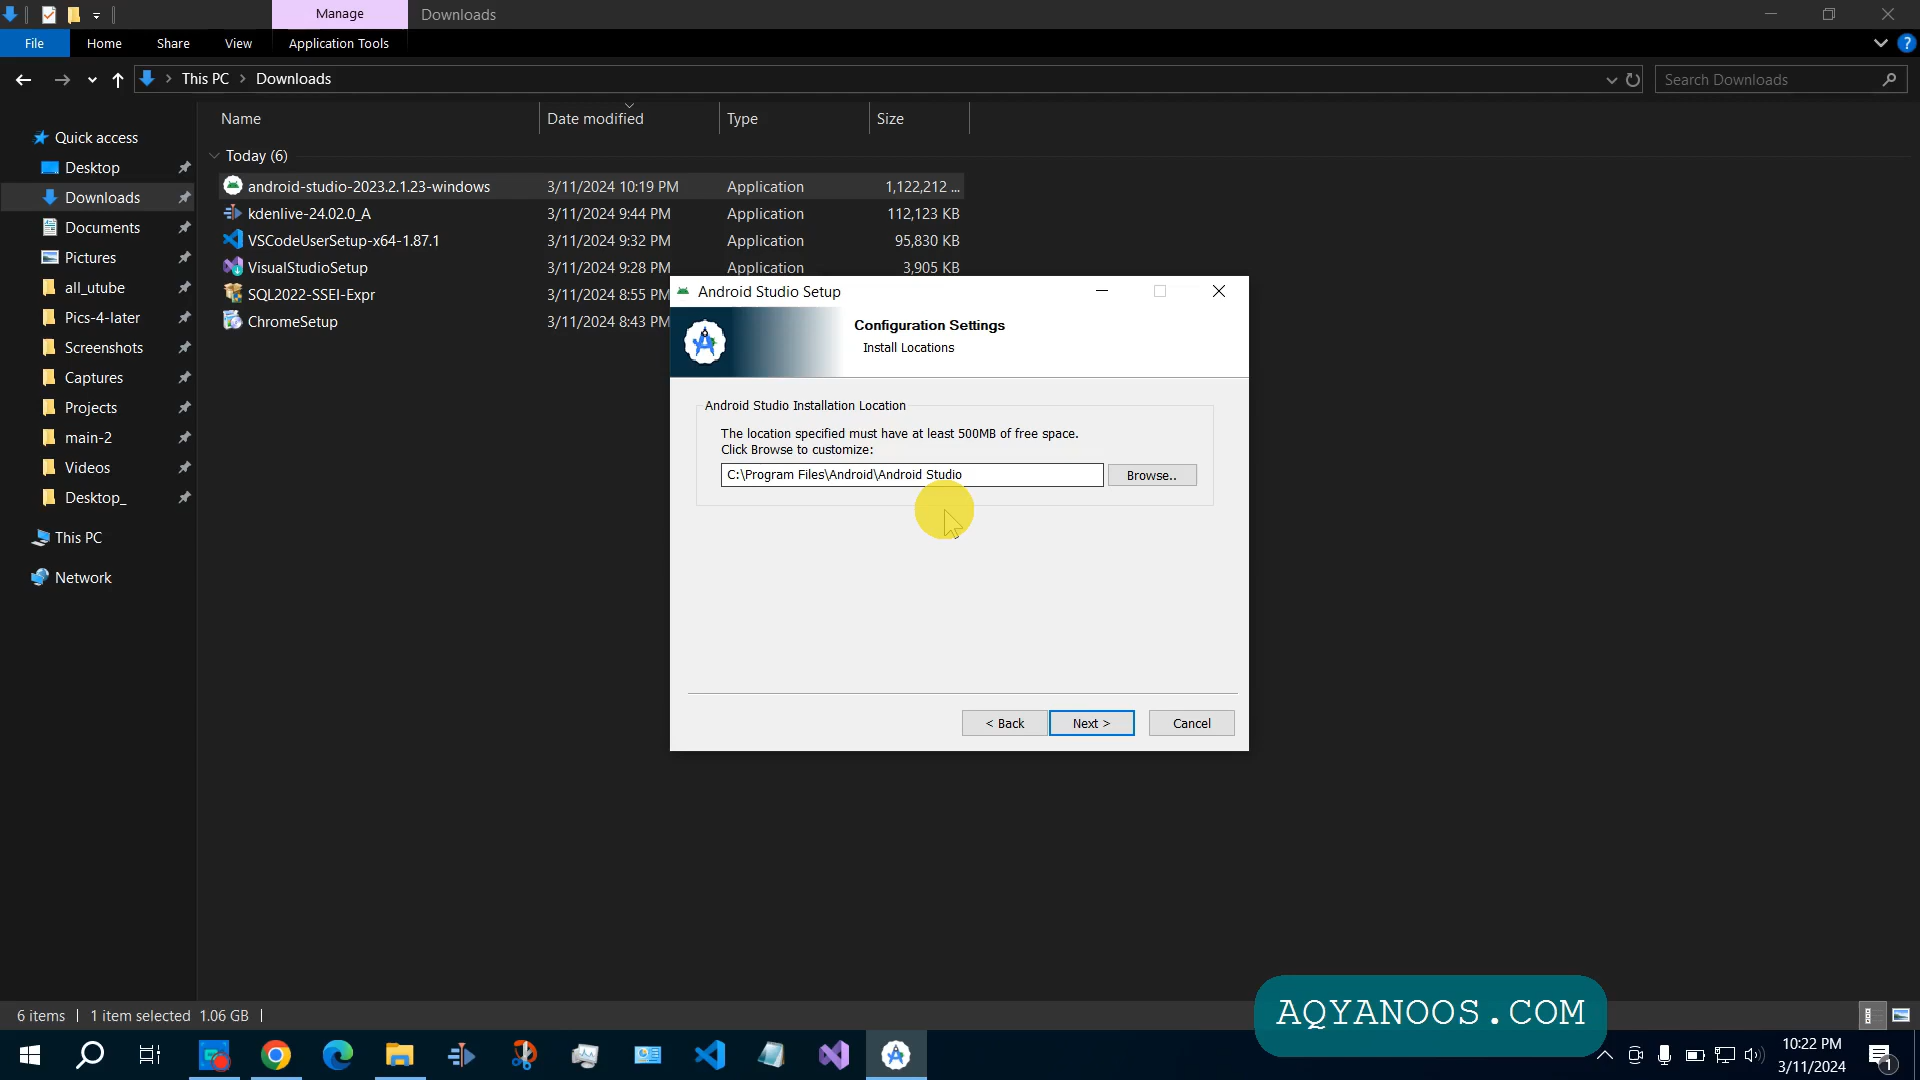 Manage
Downloads
File
Home
Share
View
Application Tools
This PC > Downloads
Search Downloads
Name
Date modified
Type
Size
Quick access
Desktop
Downloads
Documents
Pictures
all_utube
Pics-4-later
Screenshots
Captures
Projects
main-2
Videos
Desktop_
This PC
Network
Today (6)
android-studio-2023.2.1.23-windows 3/11/2024 10:19 PM Application 1,122,212 ...
kdenlive-24.02.0_A 3/11/2024 9:44 PM Application 112,123 KB
VSCodeUserSetup-x64-1.87.1 3/11/2024 9:32 PM Application 95,830 KB
VisualStudioSetup 3/11/2024 9:28 PM Application 3,905 KB
SQL2022-SSEI-Expr 3/11/2024 8:55 PM
ChromeSetup 3/11/2024 8:43 PM
Android Studio Setup
Configuration Settings
Install Locations
Android Studio Installation Location
The location specified must have at least 500MB of free space.
Click Browse to customize:
C:\Program Files\Android\Android Studio
Browse..
< Back
Next >
Cancel
6 items
1 item selected 1.06 GB
AQYANOOS.COM
10:22 PM
3/11/2024
1